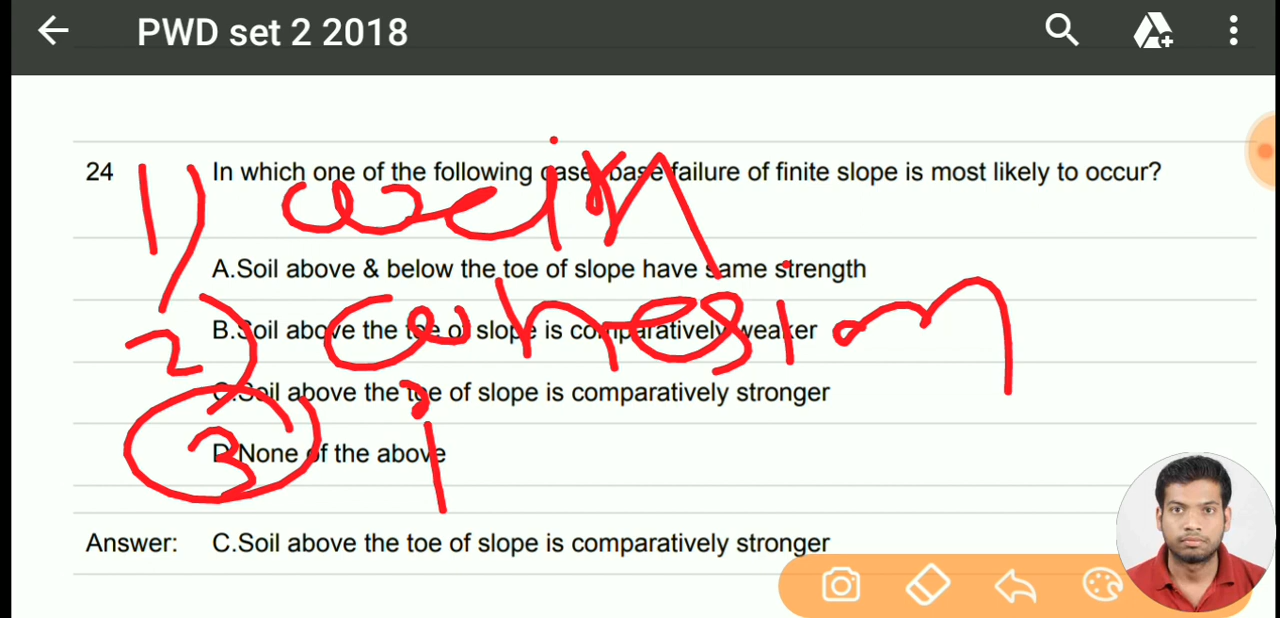 PWD set 2 2018
24 In which one of the following case, base failure of finite slope is most likely to occur?
A.Soil above & below the toe of slope have same strength
B.Soil above the toe of slope is comparatively weaker
C.Soil above the toe of slope is comparatively stronger
D.None of the above
Answer: C.Soil above the toe of slope is comparatively stronger
1)
2) cohesion
3) i